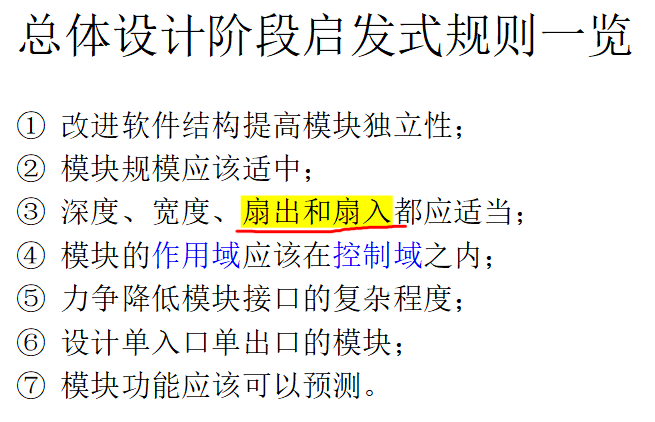 总体设计阶段启发式规则一览
① 改进软件结构提高模块独立性；
② 模块规模应该适中；
③ 深度、宽度、扇出和扇入都应适当；
④ 模块的作用域应该在控制域之内；
⑤ 力争降低模块接口的复杂程度；
⑥ 设计单入口单出口的模块；
⑦ 模块功能应该可以预测。